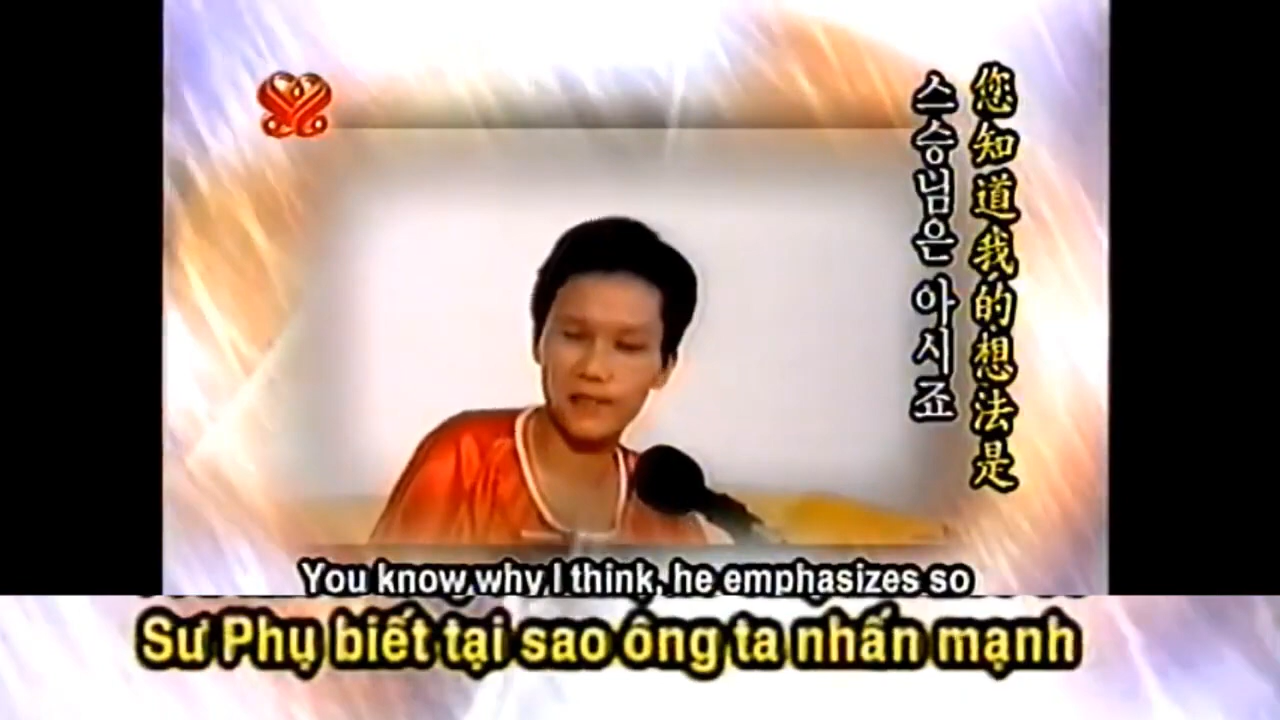 您知道我的想法是
스승님은 아시죠
You know why I think, he emphasizes so
Sư Phụ biết tại sao ông ta nhấn mạnh